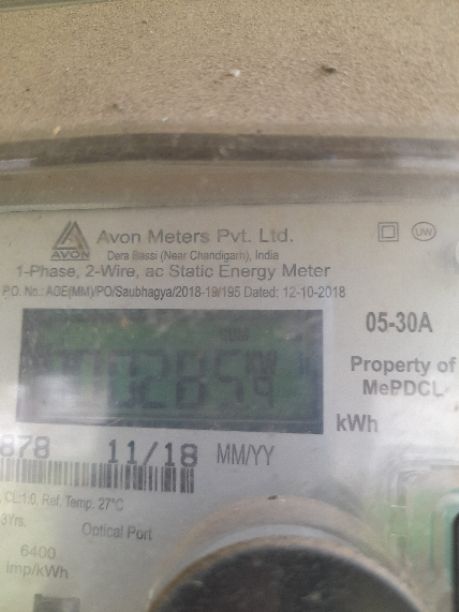 Avon Meters Pvt. Ltd.
AVON
Dera Bassi (Near Chandigarh), India
UW
1-Phase, 2-Wire, ac Static Energy Meter
P.O. No.: AOE(MM)/PO/Saubhagya/2018-19/195 Dated: 12-10-2018
05-30A
Property of
MePDCL
kWh
878 11/18 MM/YY
CL:1.0, Ref. Temp. 27°C
3Yrs.
Optical Port
6400
imp/kWh